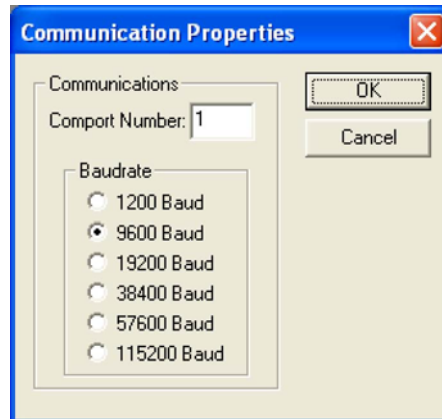 Communication Properties
Communications
OK
Comport Number: 1
Cancel
Baudrate
1200 Baud
9600 Baud
19200 Baud
38400 Baud
57600 Baud
115200 Baud